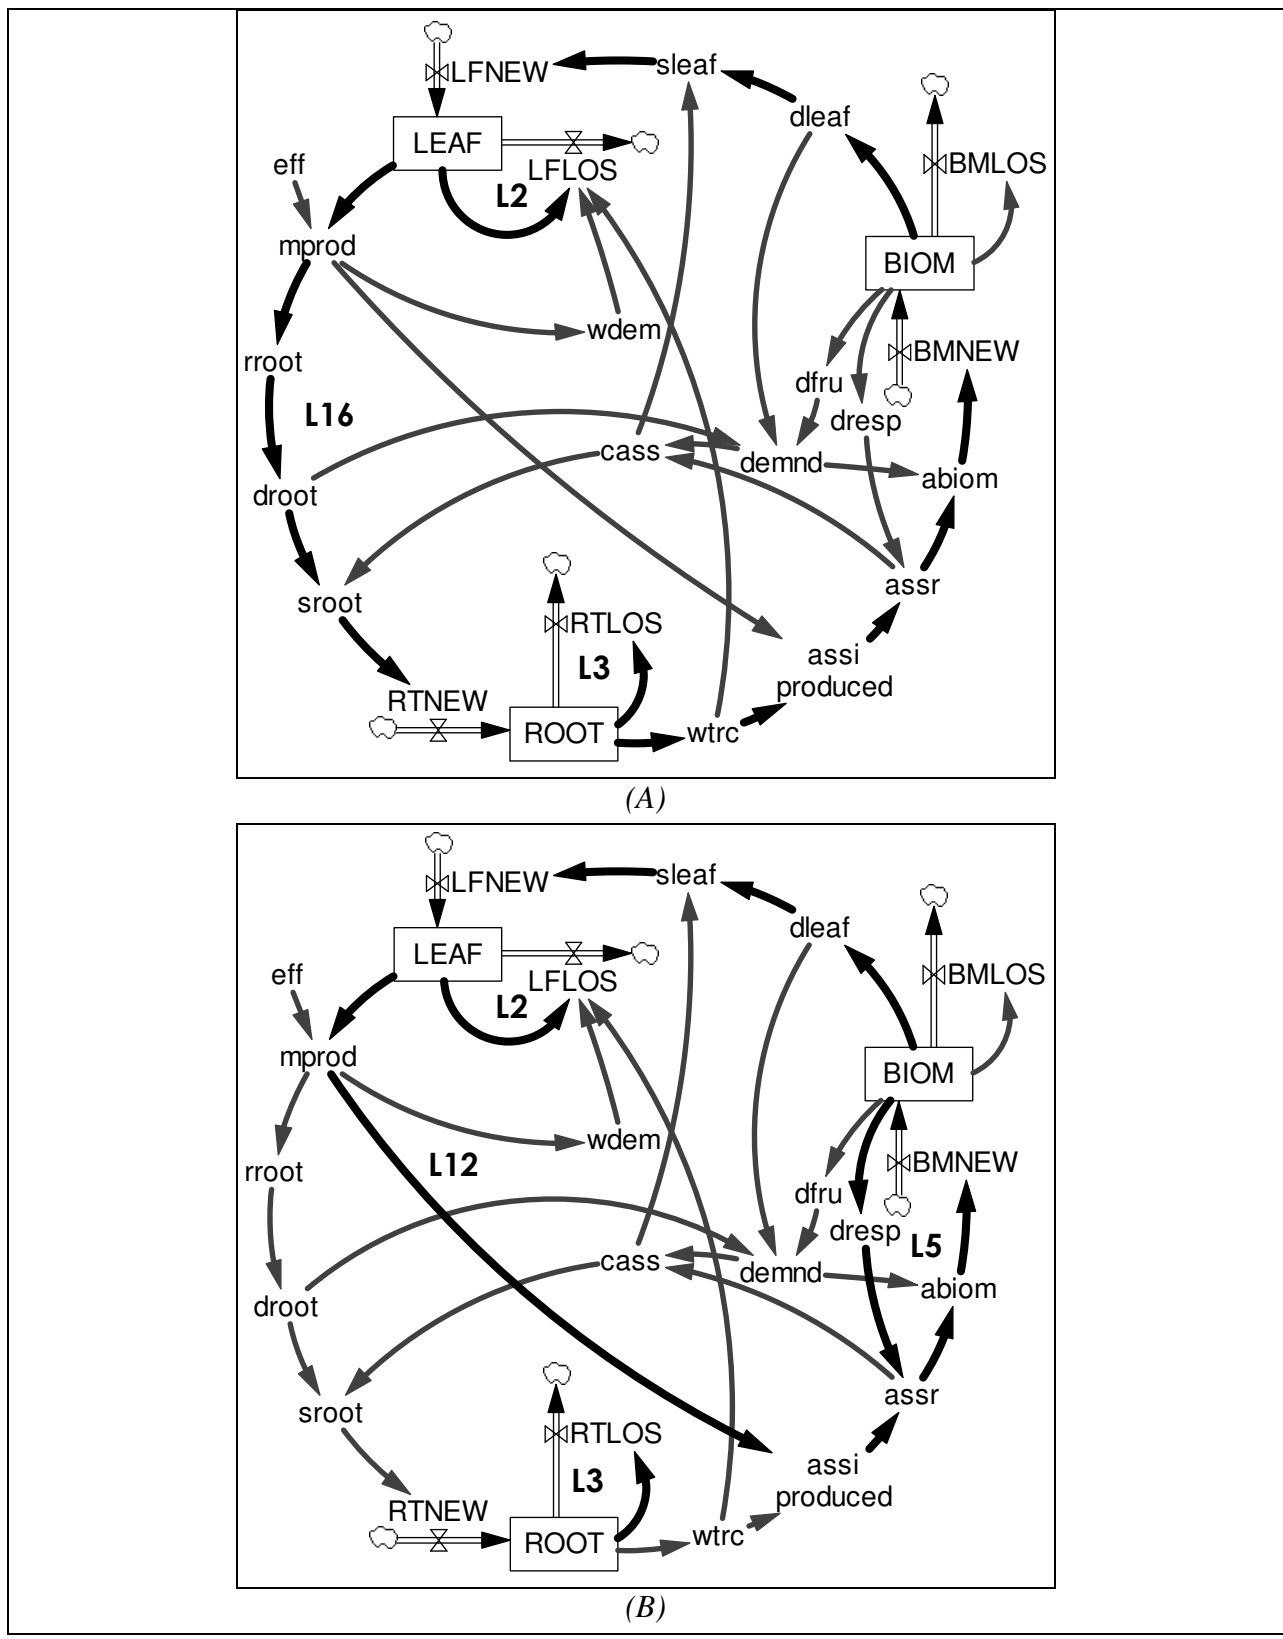 LFNEW
sleaf
dleaf
LEAF
LFLOS
BMLOS
eff
L2
mprod
BIOM
wdem
BMNEW
rroot
dfru
L16
dresp
cass
demnd
abiom
droot
assr
sroot
RTLOS
L3
assi
produced
RTNEW
ROOT
wtrc
(A)
LFNEW
sleaf
dleaf
LEAF
LFLOS
BMLOS
eff
L2
mprod
BIOM
wdem
BMNEW
L12
rroot
dfru
dresp
L5
cass
demnd
abiom
droot
assr
sroot
RTLOS
L3
assi
produced
RTNEW
ROOT
wtrc
(B)